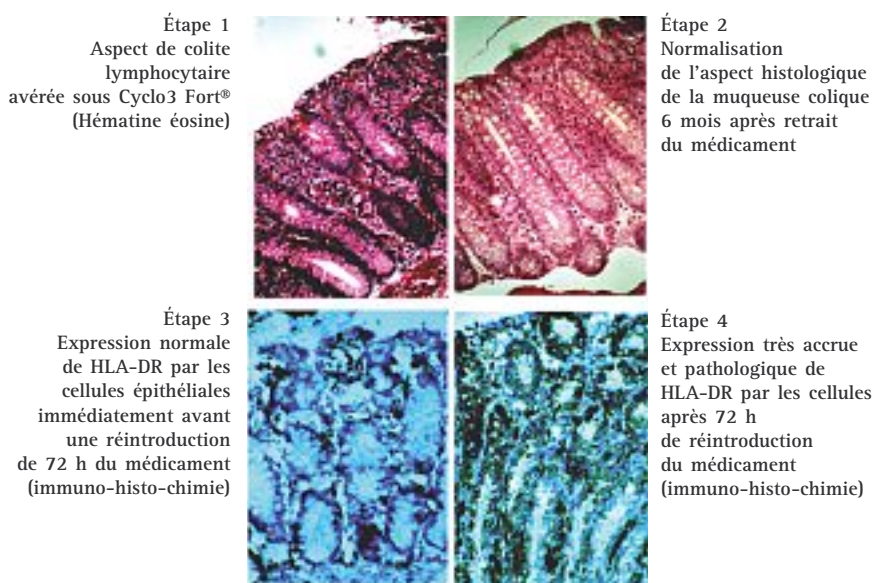 Étape 1
Aspect de colite
lymphocytaire
avérée sous Cyclo3 Fort®
(Hématine éosine)
Étape 2
Normalisation
de l'aspect histologique
de la muqueuse colique
6 mois après retrait
du médicament
Étape 3
Expression normale
de HLA-DR par les
cellules épithéliales
immédiatement avant
une réintroduction
de 72 h du médicament
(immuno-histo-chimie)
Étape 4
Expression très accrue
et pathologique de
HLA-DR par les cellules
après 72 h
de réintroduction
du médicament
(immuno-histo-chimie)